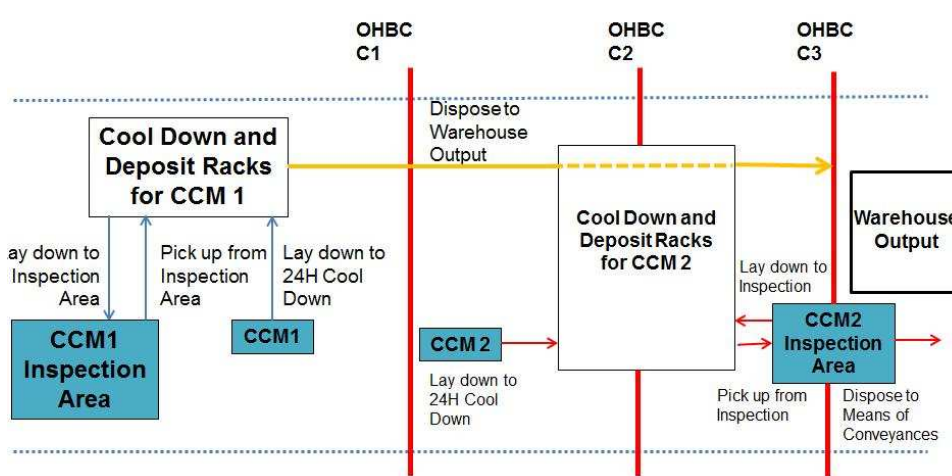 OHBC
C1
OHBC
C2
OHBC
C3
Dispose to
Warehouse
Output
Cool Down and
Deposit Racks
for CCM 1
Cool Down and
Deposit Racks
for CCM 2
Warehouse
Output
ay down to
Inspection
Area
Pick up from
Inspection
Area
Lay down to
24H Cool
Down
Lay down to
Inspection
CCM1
Inspection
Area
CCM1
CCM 2
CCM2
Inspection
Area
Lay down to
24H Cool
Down
Pick up from
Inspection
Dispose to
Means of
Conveyances